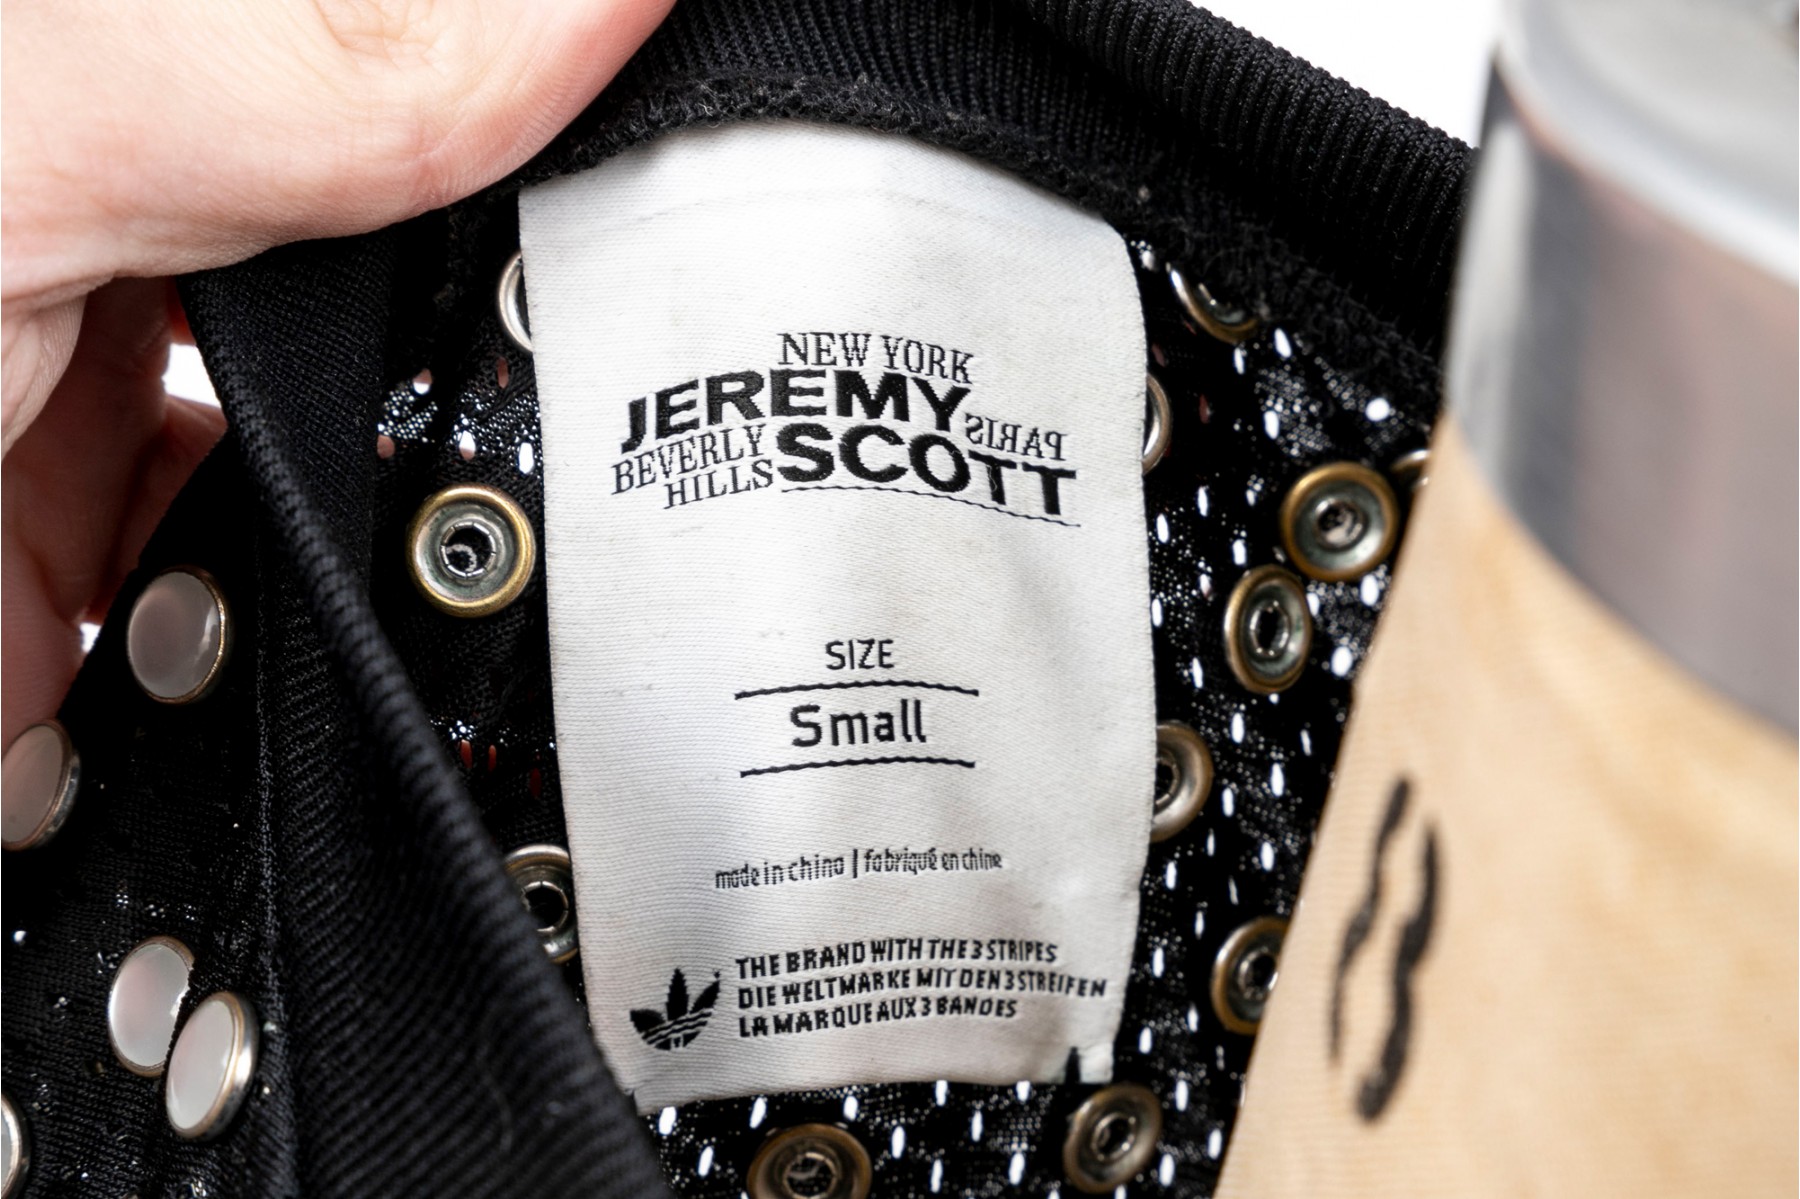 NEW YORK
JEREMY
PARIS
BEVERLY
SCOTT
HILLS
SIZE
Small
made in china | fabriqué en chine
THE BRAND WITH THE 3 STRIPES
DIE WELTMARKE MIT DEN 3 STREIFEN
LA MARQUE AUX 3 BANDES